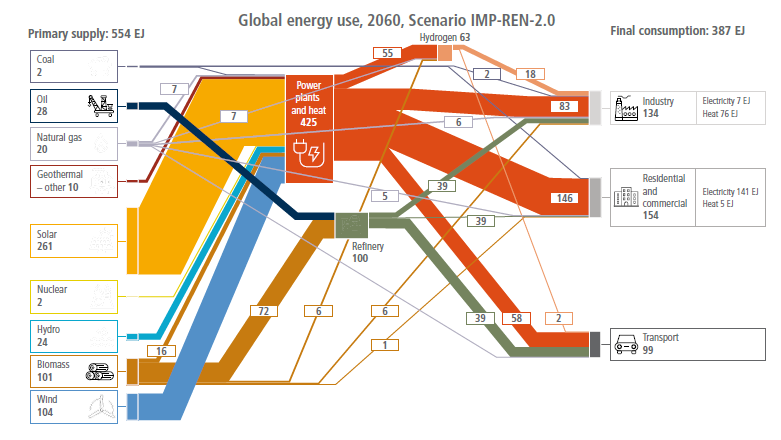 Global energy use, 2060, Scenario IMP-REN-2.0
Primary supply: 554 EJ
Final consumption: 387 EJ
Hydrogen 63
Coal
2
Oil
28
Natural gas
20
Geothermal
– other 10
Solar
261
Nuclear
2
Hydro
24
Biomass
101
Wind
104
7
7
16
72
Power
plants
and heat
425
Refinery
100
55
2
18
6
5
39
39
6
6
1
39
58
2
83
146
Industry
134
Electricity 7 EJ
Heat 76 EJ
Residential
and
commercial
154
Electricity 141 EJ
Heat 5 EJ
Transport
99